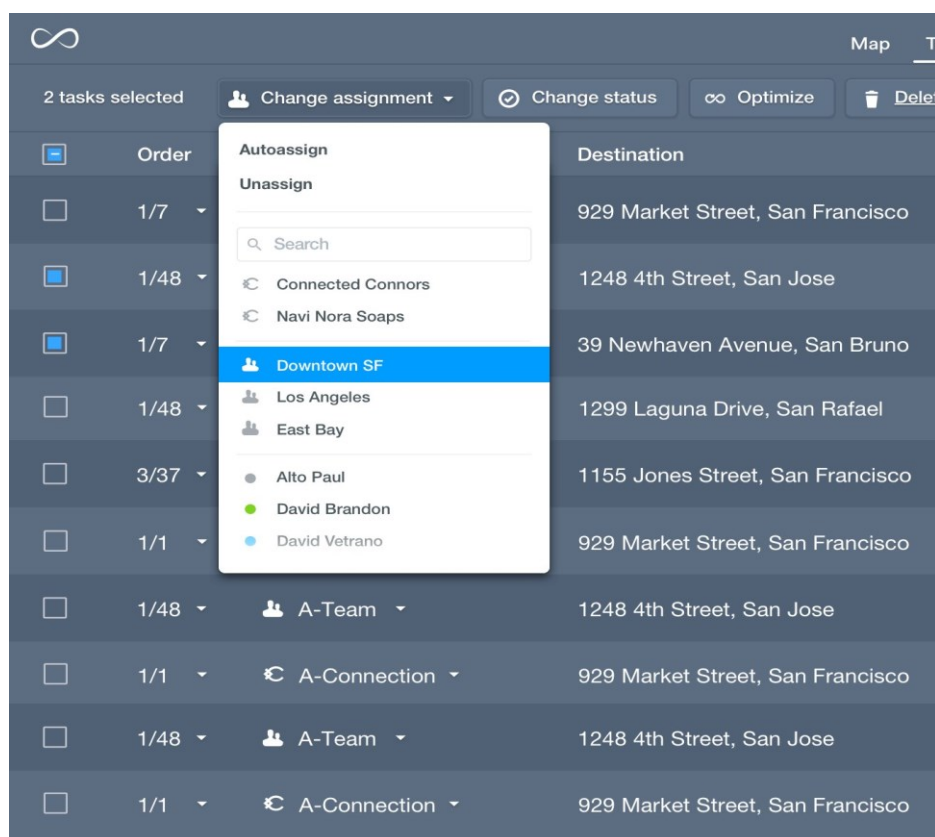 Map T
2 tasks selected Change assignment Change status Optimize Dele
Order Destination
Autoassign
Unassign
Search
Connected Connors
Navi Nora Soaps
Downtown SF
Los Angeles
East Bay
Alto Paul
David Brandon
David Vetrano
1/7 929 Market Street, San Francisco
1/48 1248 4th Street, San Jose
1/7 39 Newhaven Avenue, San Bruno
1/48 1299 Laguna Drive, San Rafael
3/37 1155 Jones Street, San Francisco
1/1 929 Market Street, San Francisco
1/48 A-Team 1248 4th Street, San Jose
1/1 A-Connection 929 Market Street, San Francisco
1/48 A-Team 1248 4th Street, San Jose
1/1 A-Connection 929 Market Street, San Francisco